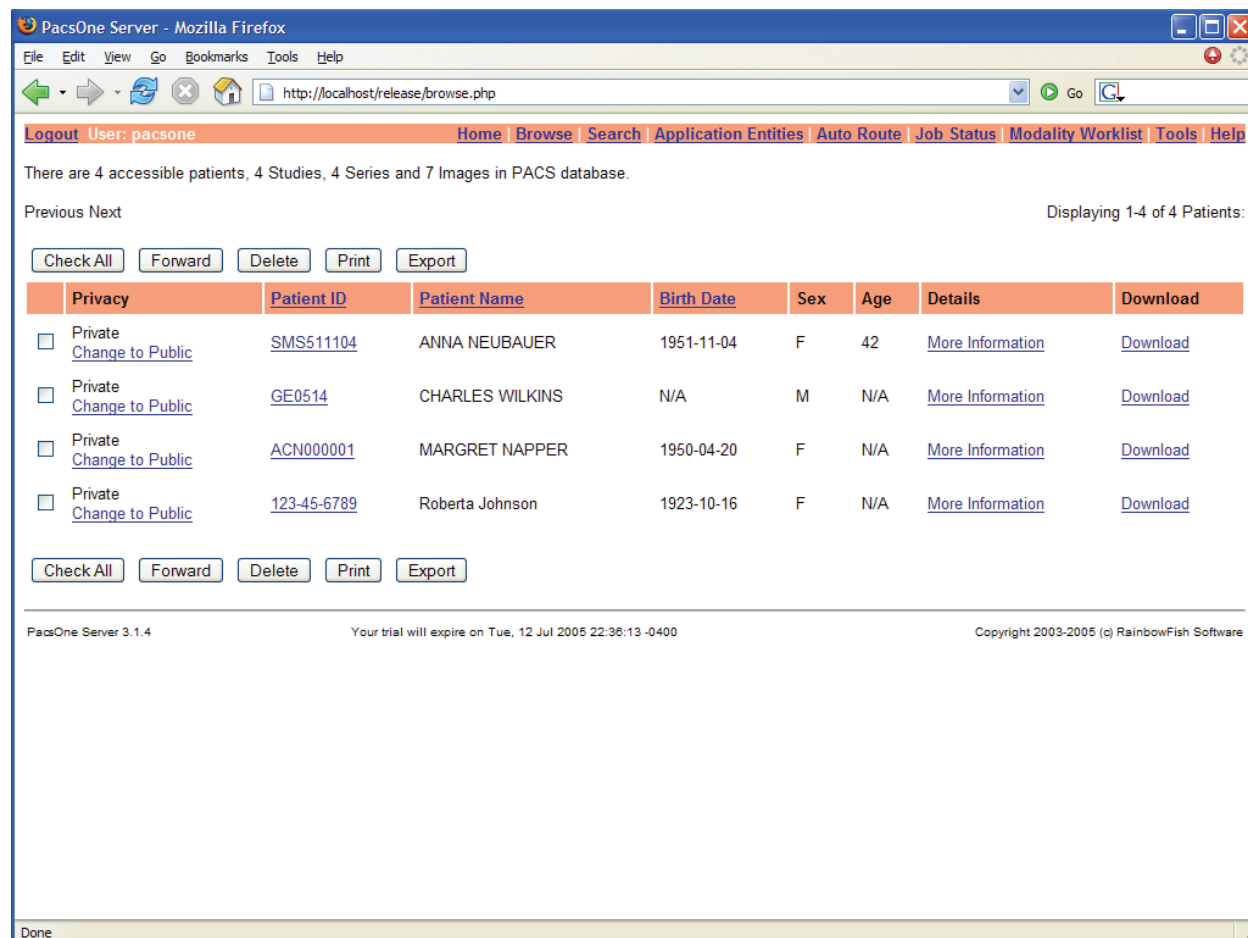 PacsOne Server - Mozilla Firefox
File Edit View Go Bookmarks Tools Help
http://localhost/release/browse.php Go G
Logout User: pacsone Home | Browse | Search | Application Entities | Auto Route | Job Status | Modality Worklist | Tools | Help
There are 4 accessible patients, 4 Studies, 4 Series and 7 Images in PACS database.
Previous Next Displaying 1-4 of 4 Patients:
Check All Forward Delete Print Export
Privacy Patient ID Patient Name Birth Date Sex Age Details Download
Private
Change to Public SMS511104 ANNA NEUBAUER 1951-11-04 F 42 More Information Download
Private
Change to Public GE0514 CHARLES WILKINS N/A M N/A More Information Download
Private
Change to Public ACN000001 MARGRET NAPPER 1950-04-20 F N/A More Information Download
Private
Change to Public 123-45-6789 Roberta Johnson 1923-10-16 F N/A More Information Download
Check All Forward Delete Print Export
PacsOne Server 3.1.4 Your trial will expire on Tue, 12 Jul 2005 22:36:13 -0400 Copyright 2003-2005 (c) RainbowFish Software
Done